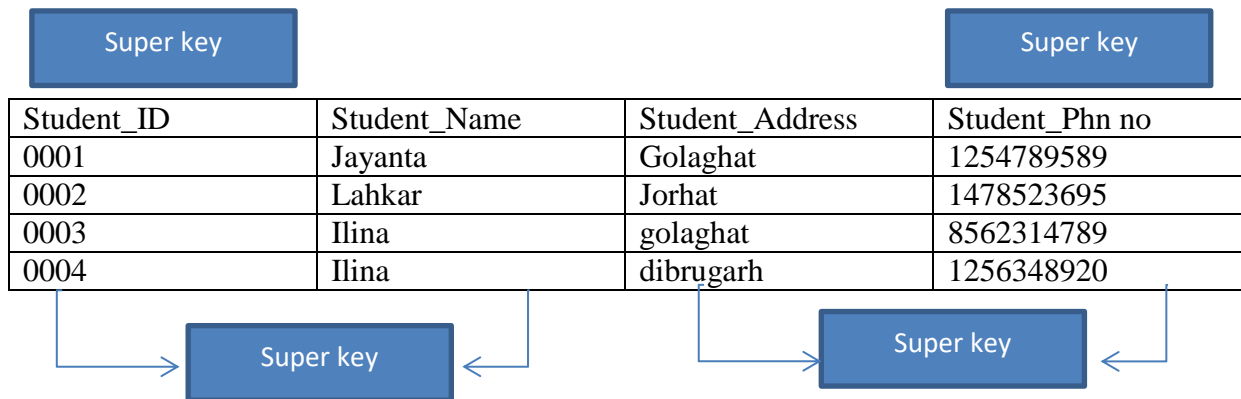 Super key Super key
Student_ID Student_Name Student_Address Student_Phn no
0001 Jayanta Golaghat 1254789589
0002 Lahkar Jorhat 1478523695
0003 Ilina golaghat 8562314789
0004 Ilina dibrugarh 1256348920
Super key Super key